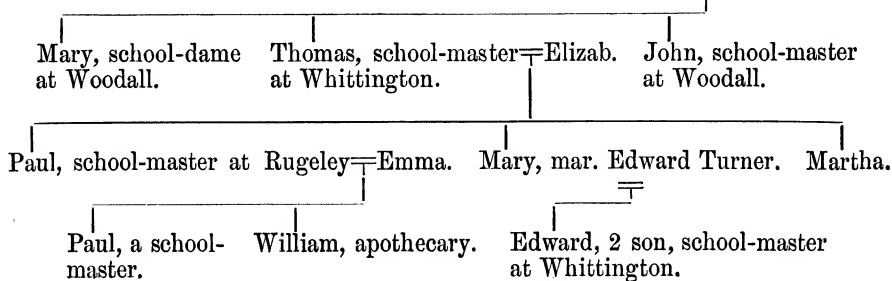 Mary, school-dame Thomas, school-master Elizab. John, school-master
at Woodall. at Whittington. at Woodall.
Paul, school-master at Rugeley Emma. Mary, mar. Edward Turner. Martha.
Paul, a school- William, apothecary. Edward, 2 son, school-master
master. at Whittington.